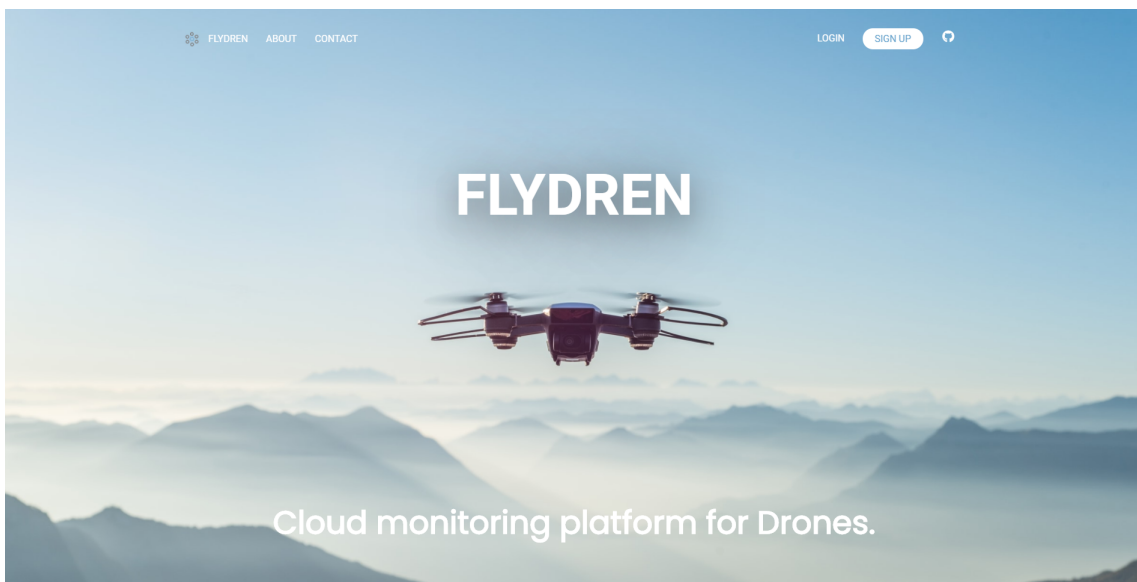 FLYDREN ABOUT CONTACT LOGIN SIGN UP
FLYDREN
Cloud monitoring platform for Drones.